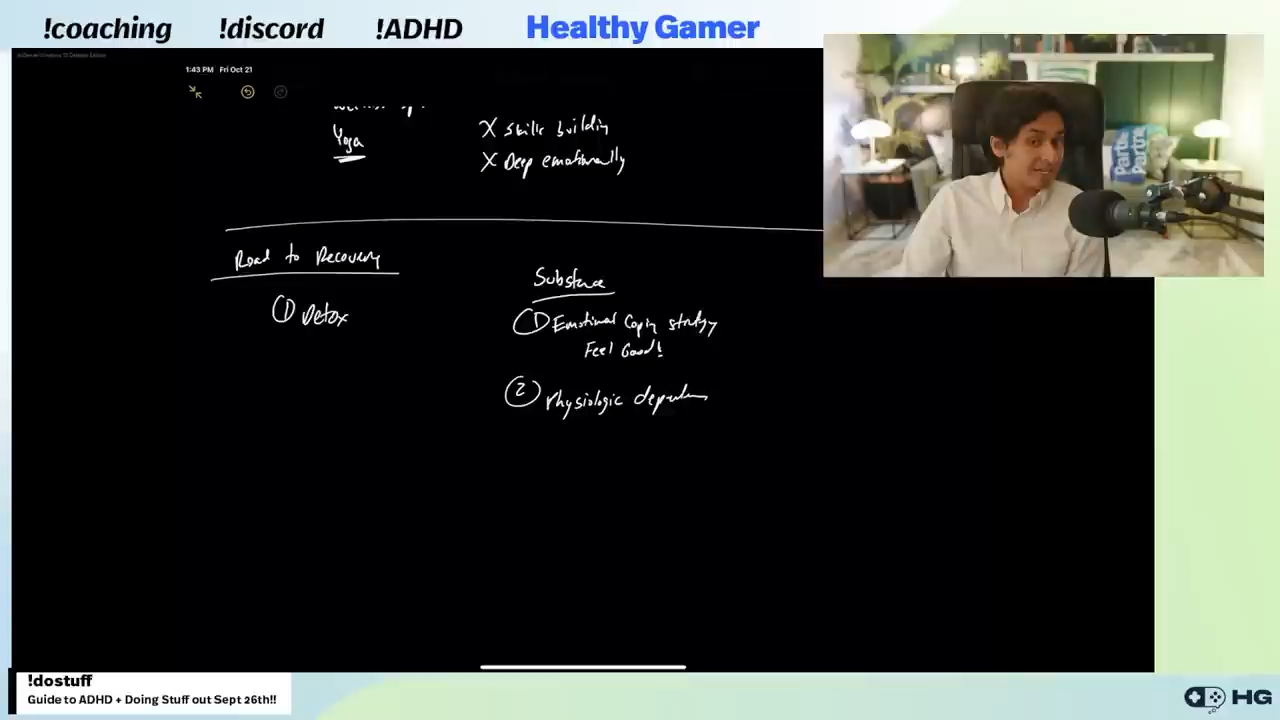 !coaching !discord !ADHD Healthy Gamer
1:43 PM Fri Oct 21
Yoga
X Skills building
X Deep emotionally
Road to Recovery
Substance
① Detox
① Emotional Coping strategy
Feel Good!
② Physiologic
!dostuff
Guide to ADHD + Doing Stuff out Sept 26th!!
HG